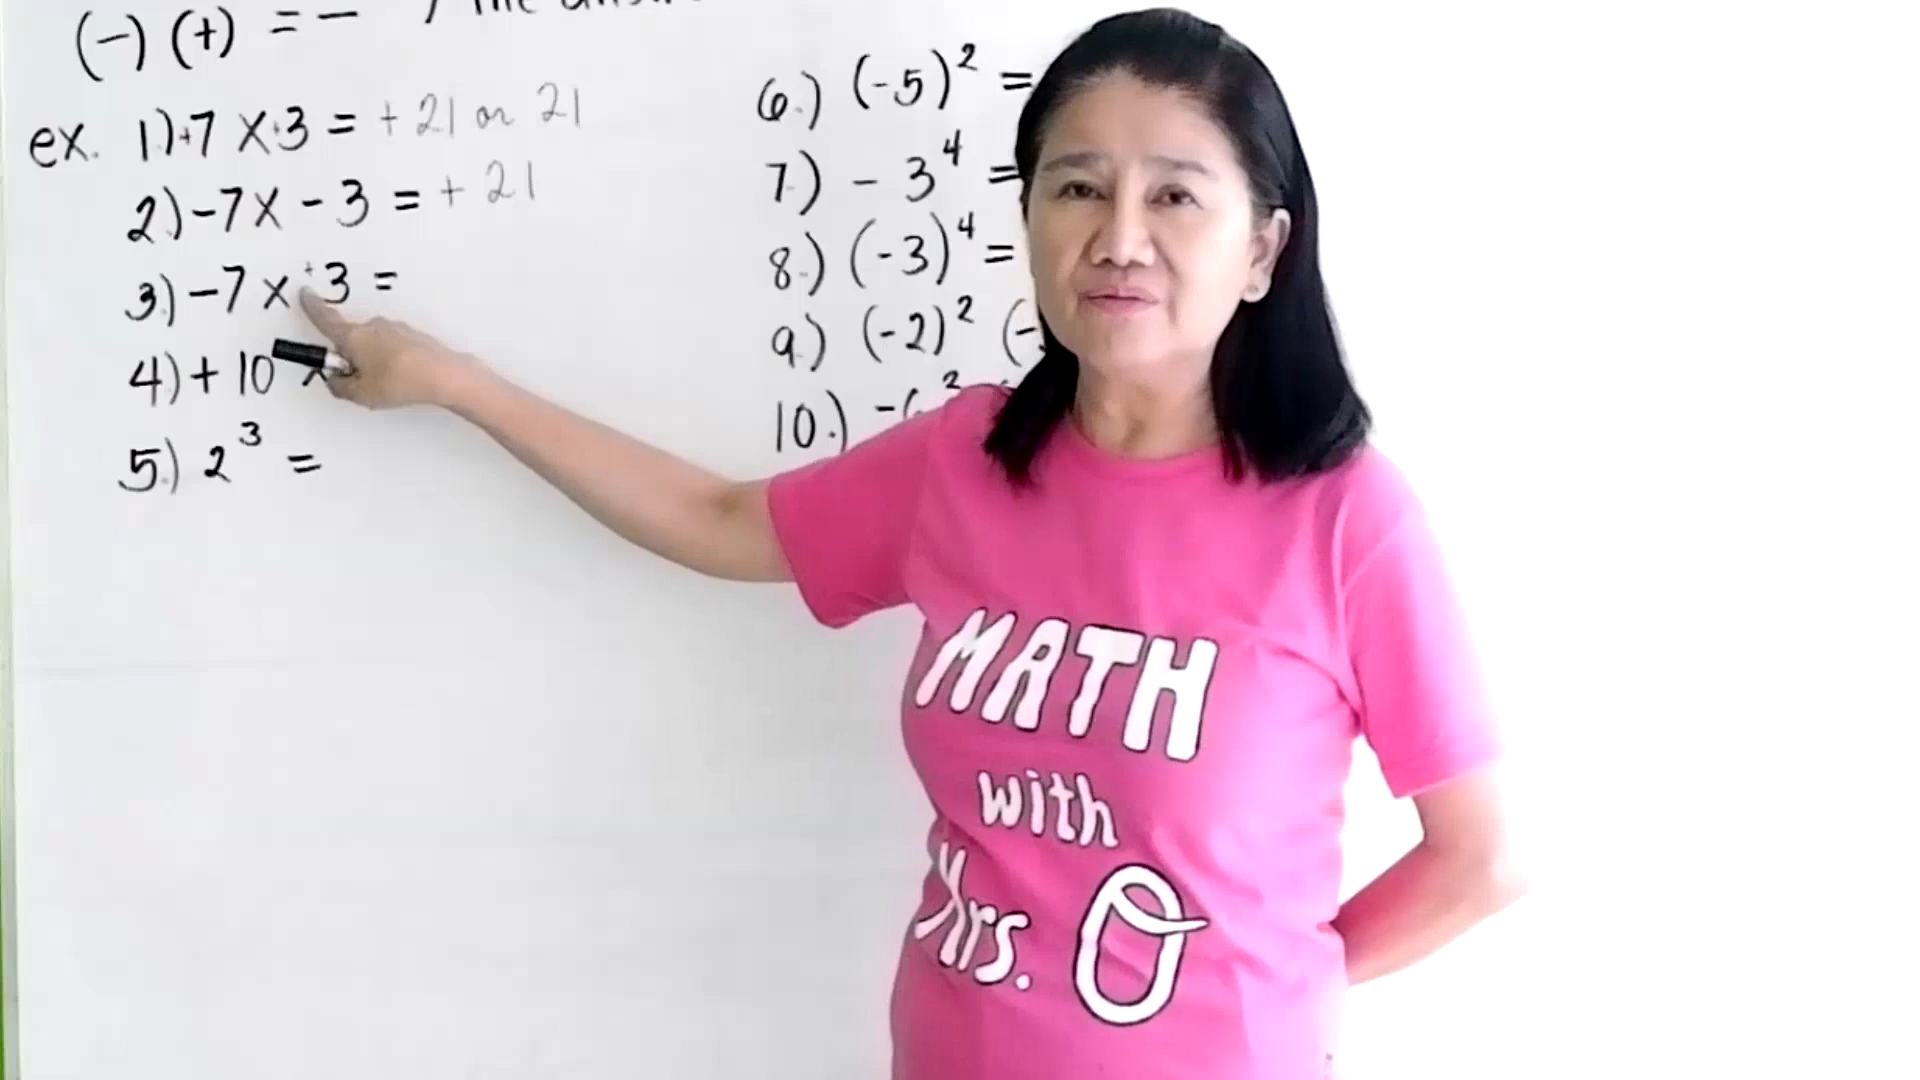 (-) (+) = -
ex. 1.) +7 x +3 = + 21 or 21
2.) -7 x - 3 = + 21
3.) -7 x +3 =
4.) + 10 x
5.) 2³ =
6.) (-5)² =
7.) - 3⁴ =
8.) (-3)⁴ =
9.) (-2)² (-
10.) -6²
MATH
with
Mrs. O